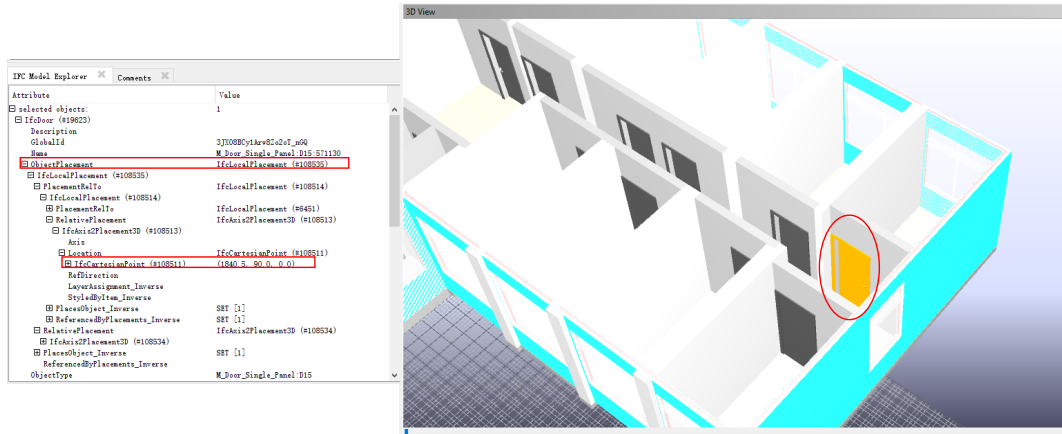 3D View
IFC Model Explorer Comments
Attribute Value
selected objects: 1
IfcDoor (#19623)
Description
GlobalId 3JX08BCy1Arw8Zo2oT_nGQ
Name M_Door_Single_Panel:D15:571130
ObjectPlacement IfcLocalPlacement (#108535)
IfcLocalPlacement (#108535)
PlacementRelTo IfcLocalPlacement (#108514)
IfcLocalPlacement (#108514)
PlacementRelTo IfcLocalPlacement (#6451)
RelativePlacement IfcAxis2Placement3D (#108513)
IfcAxis2Placement3D (#108513)
Axis
Location IfcCartesianPoint (#108511)
IfcCartesianPoint (#108511) (1840.5, 90.0, 0.0)
RefDirection
LayerAssignment_Inverse
StyledByItem_Inverse
PlacesObject_Inverse SET [1]
ReferencedByPlacements_Inverse SET [1]
RelativePlacement IfcAxis2Placement3D (#108534)
IfcAxis2Placement3D (#108534)
PlacesObject_Inverse SET [1]
ReferencedByPlacements_Inverse
ObjectType M_Door_Single_Panel:D15